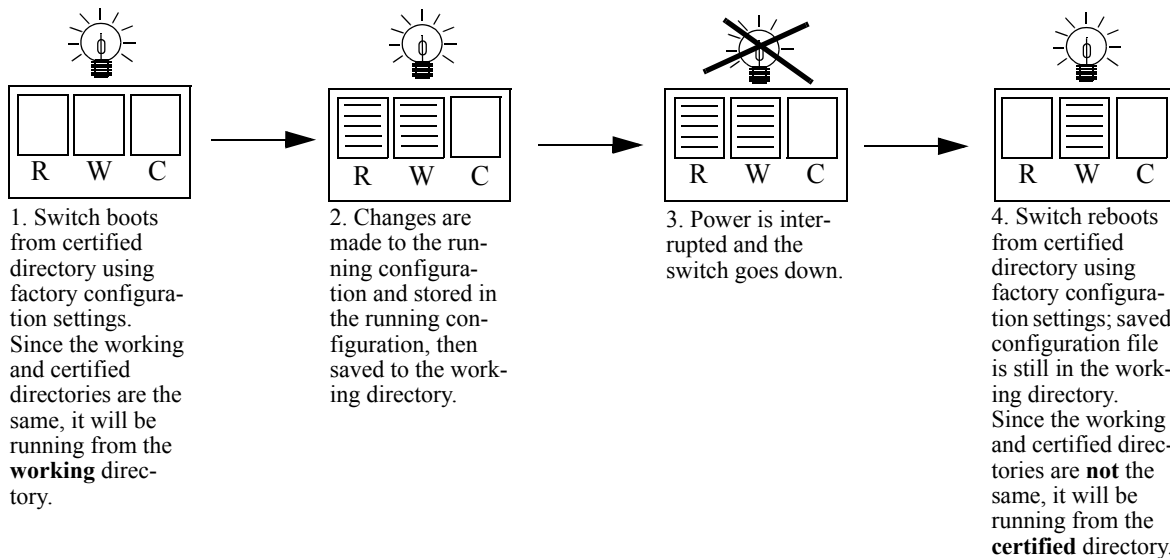 R W C
1. Switch boots
from certified
directory using
factory configura-
tion settings.
Since the working
and certified
directories are the
same, it will be
running from the
working direc-
tory.
R W C
2. Changes are
made to the run-
ning configura-
tion and stored in
the running con-
figuration, then
saved to the work-
ing directory.
R W C
3. Power is inter-
rupted and the
switch goes down.
R W C
4. Switch reboots
from certified
directory using
factory configura-
tion settings; saved
configuration file
is still in the work-
ing directory.
Since the working
and certified direc-
tories are not the
same, it will be
running from the
certified directory.